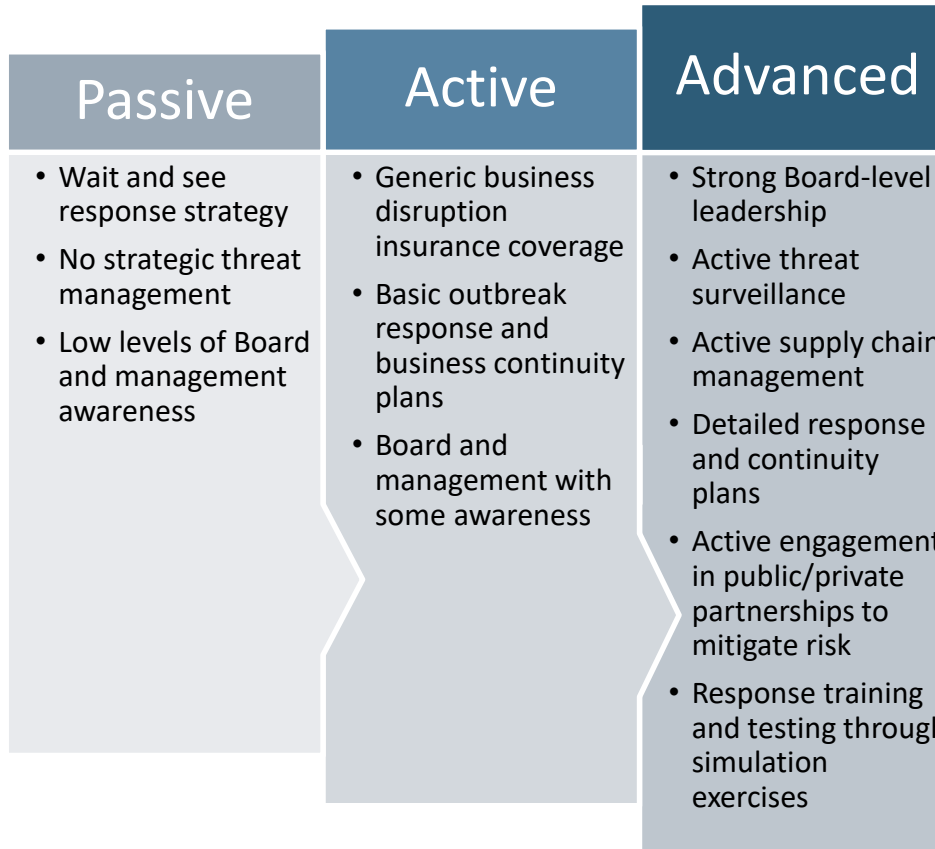 Passive
• Wait and see
response strategy
• No strategic threat
management
• Low levels of Board
and management
awareness
Active
• Generic business
disruption
insurance coverage
• Basic outbreak
response and
business continuity
plans
• Board and
management with
some awareness
Advanced
• Strong Board-level
leadership
• Active threat
surveillance
• Active supply chain
management
• Detailed response
and continuity
plans
• Active engagement
in public/private
partnerships to
mitigate risk
• Response training
and testing through
simulation
exercises